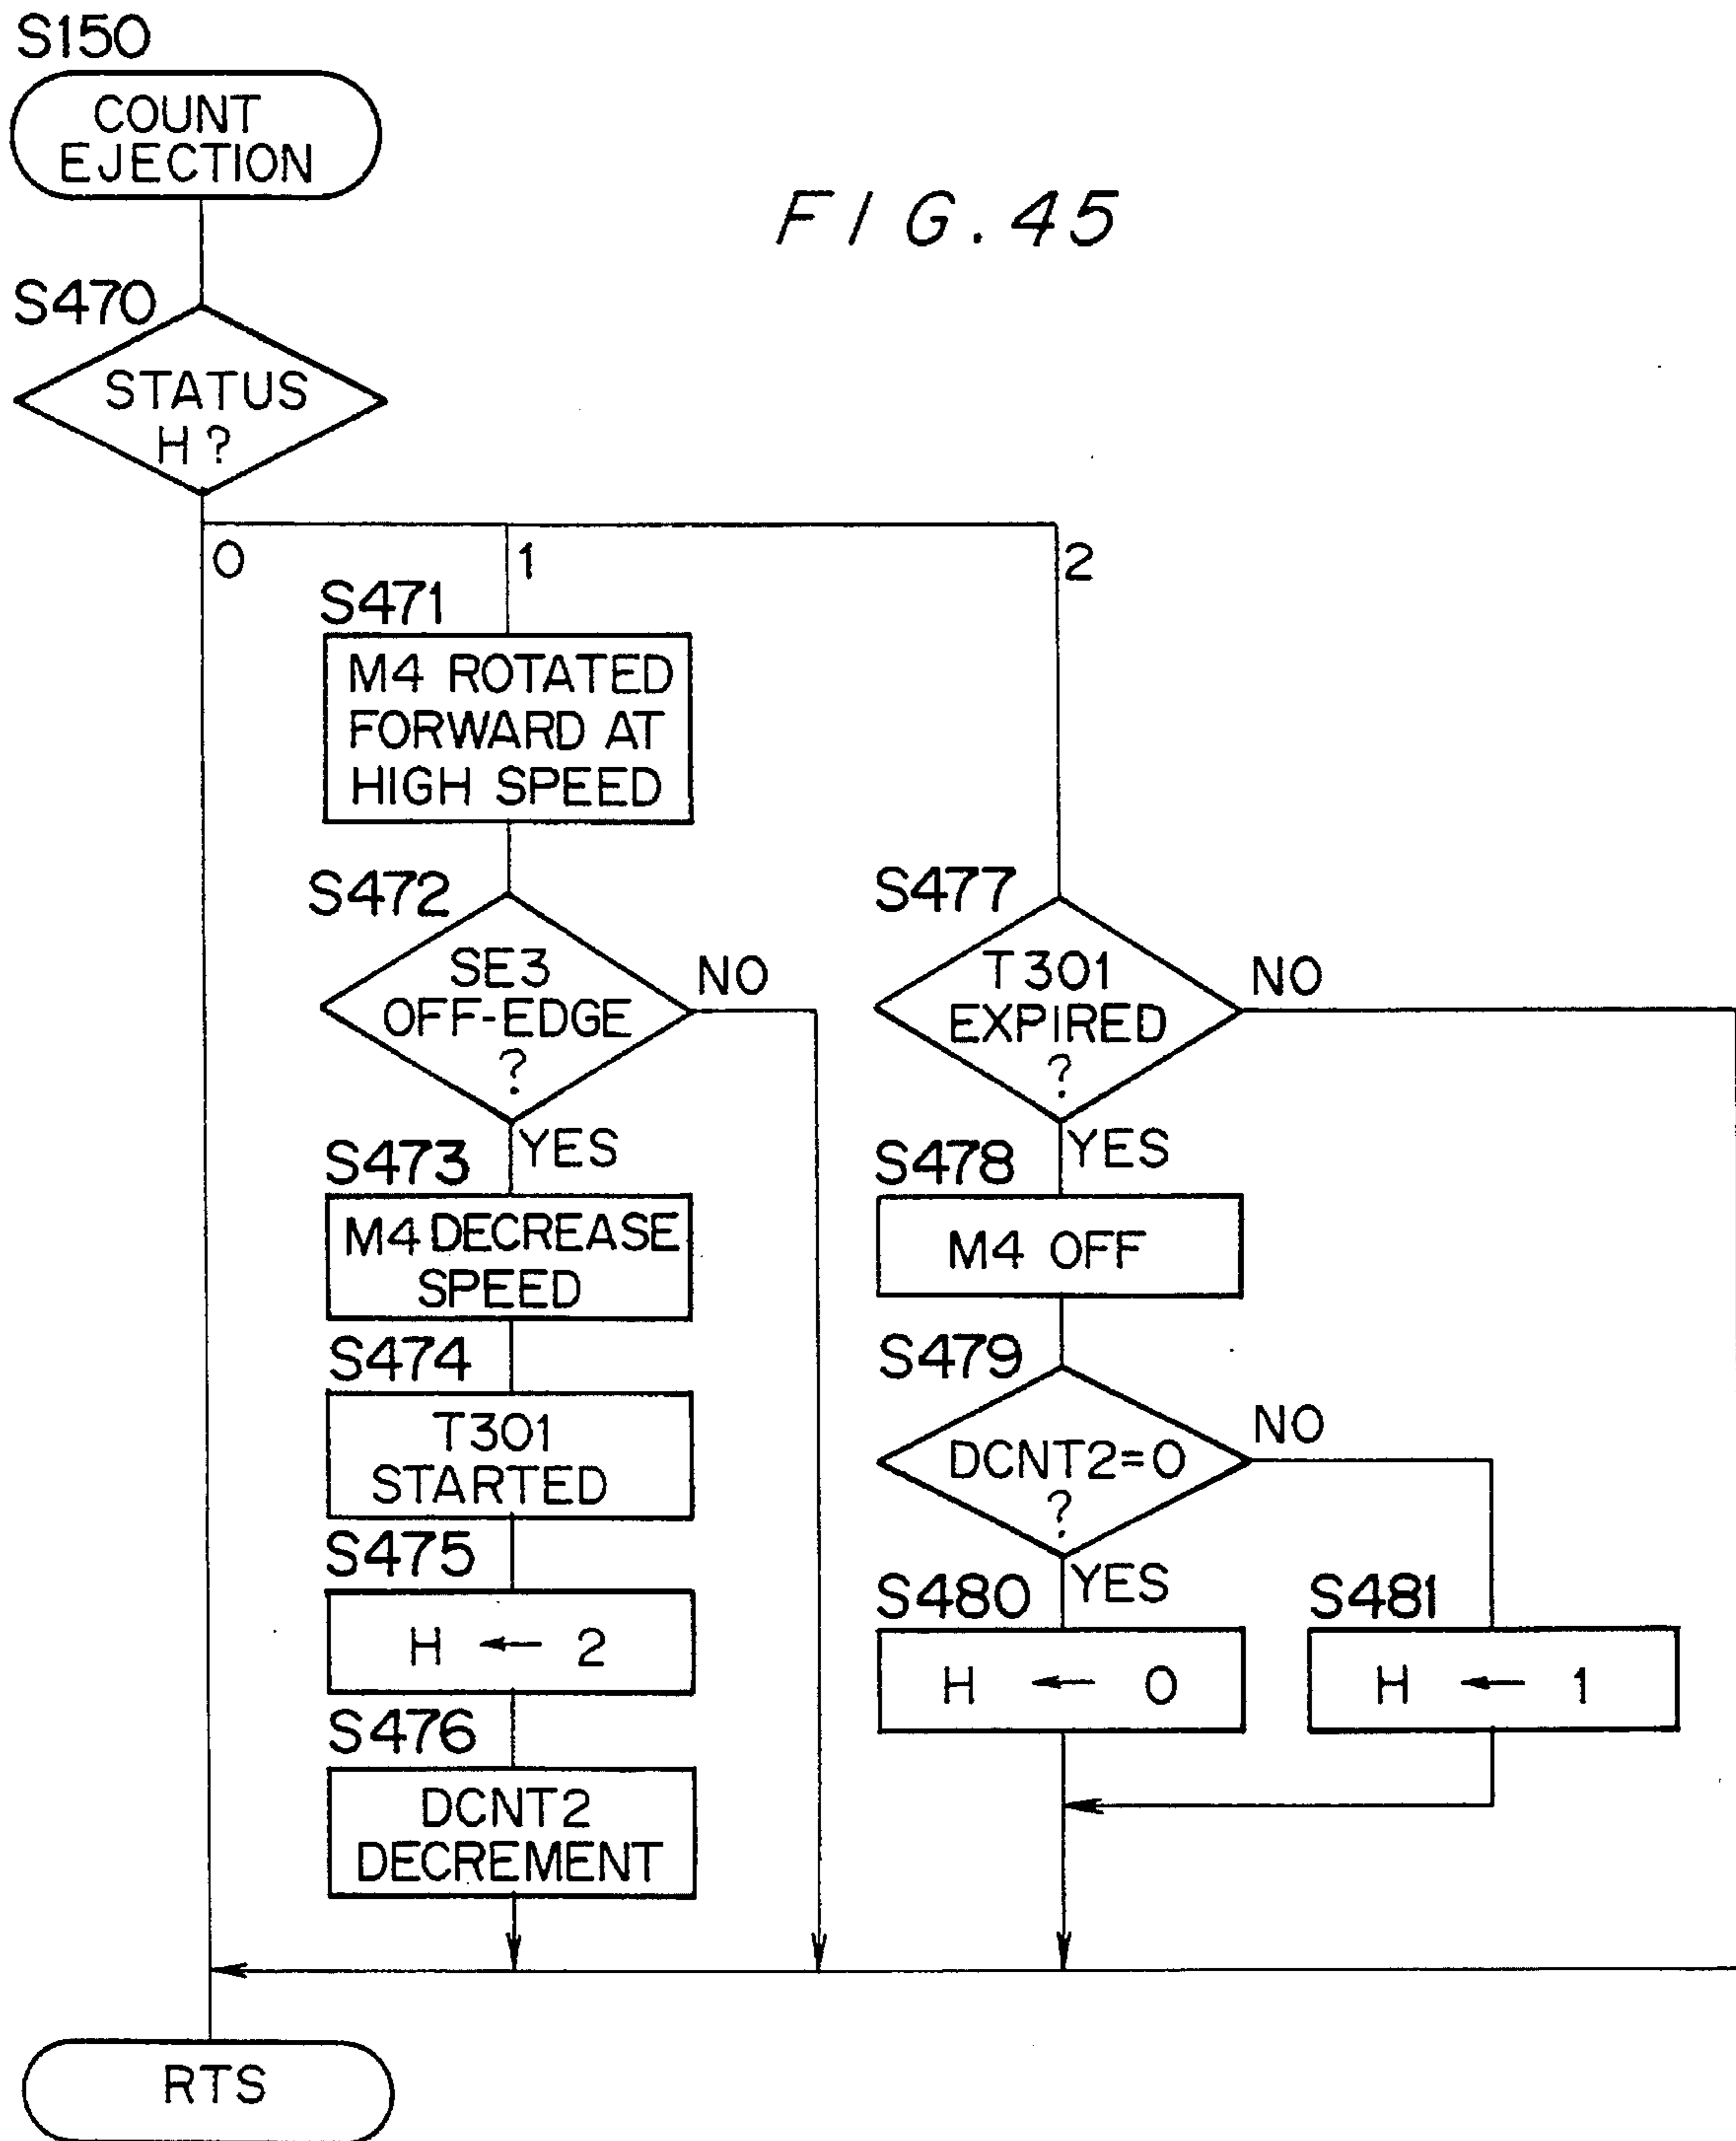 S150
COUNT
EJECTION
FIG. 45
S470
STATUS
H?
0
1
2
S471
M4 ROTATED
FORWARD AT
HIGH SPEED
S472
SE3
OFF-EDGE
?
NO
YES
S473
M4 DECREASE
SPEED
S474
T301
STARTED
S475
H ← 2
S476
DCNT2
DECREMENT
S477
T301
EXPIRED
?
NO
YES
S478
M4 OFF
S479
DCNT2=0
?
NO
YES
S480
H ← 0
S481
H ← 1
RTS